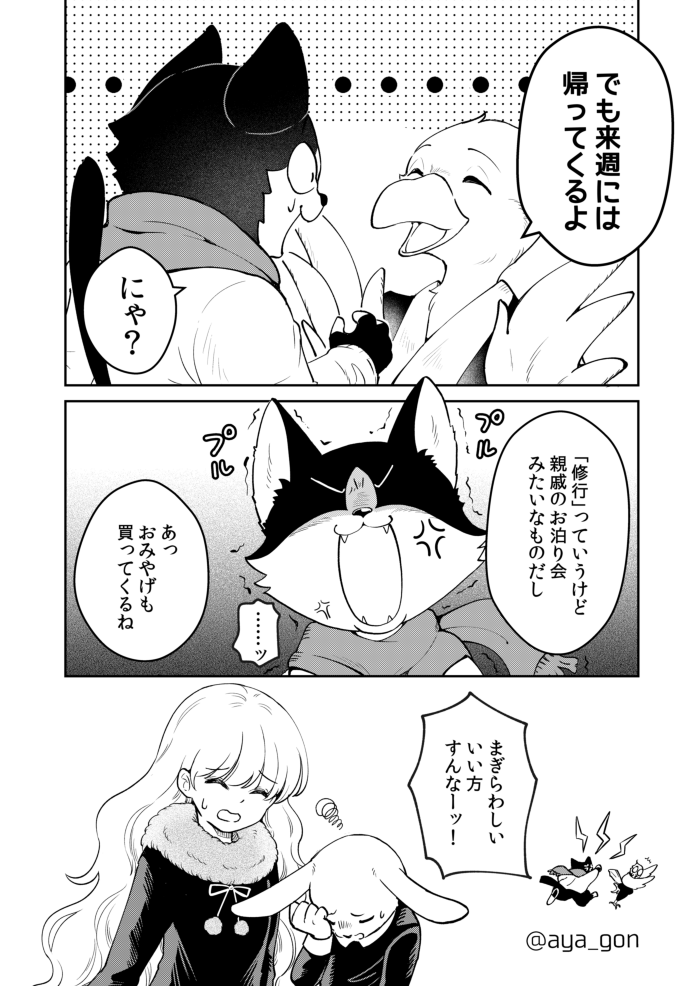 でも来週には
帰ってくるよ
にゃ？
「修行」っていうけど
親戚のお泊り会
みたいなものだし
プル
プル
あっ
おみやげも
買ってくるね
……ッ
まぎらわしい
いい方
すんなーッ！
@aya_gon